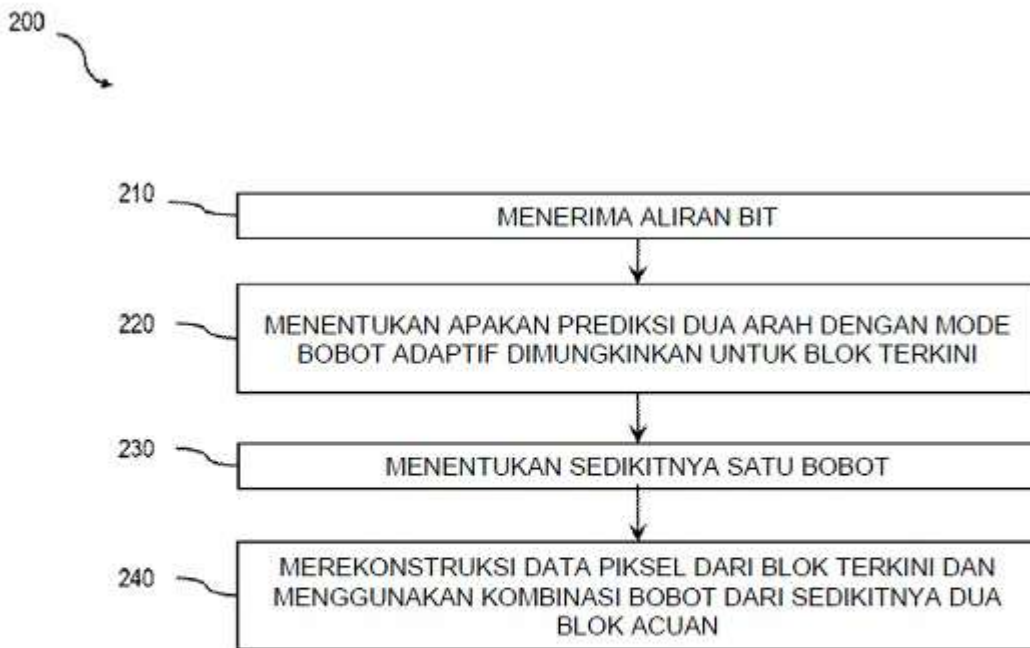 200
210
MENERIMA ALIRAN BIT
220
MENENTUKAN APAKAN PREDIKSI DUA ARAH DENGAN MODE
BOBOT ADAPTIF DIMUNGKINKAN UNTUK BLOK TERKINI
230
MENENTUKAN SEDIKITNYA SATU BOBOT
240
MEREKONSTRUKSI DATA PIKSEL DARI BLOK TERKINI DAN
MENGGUNAKAN KOMBINASI BOBOT DARI SEDIKITNYA DUA
BLOK ACUAN